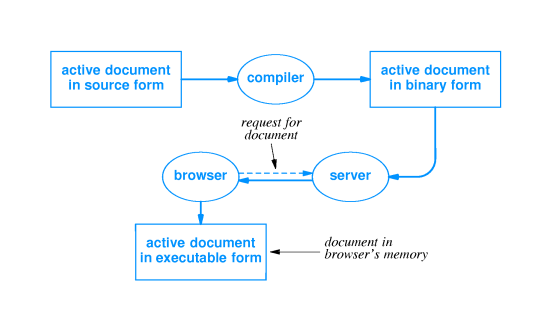 active document
in source form
compiler
active document
in binary form
request for
document
browser
server
active document
in executable form
document in
browser's memory